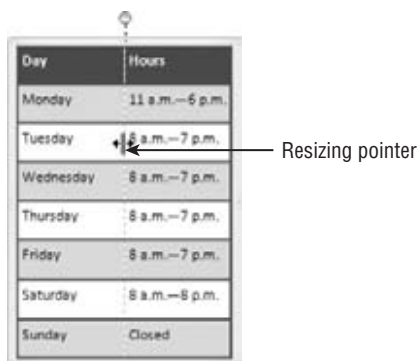 Day Hours
Monday 11 a.m.—6 p.m.
Tuesday 8 a.m.—7 p.m.
Resizing pointer
Wednesday 8 a.m.—7 p.m.
Thursday 8 a.m.—7 p.m.
Friday 8 a.m.—7 p.m.
Saturday 8 a.m.—8 p.m.
Sunday Closed